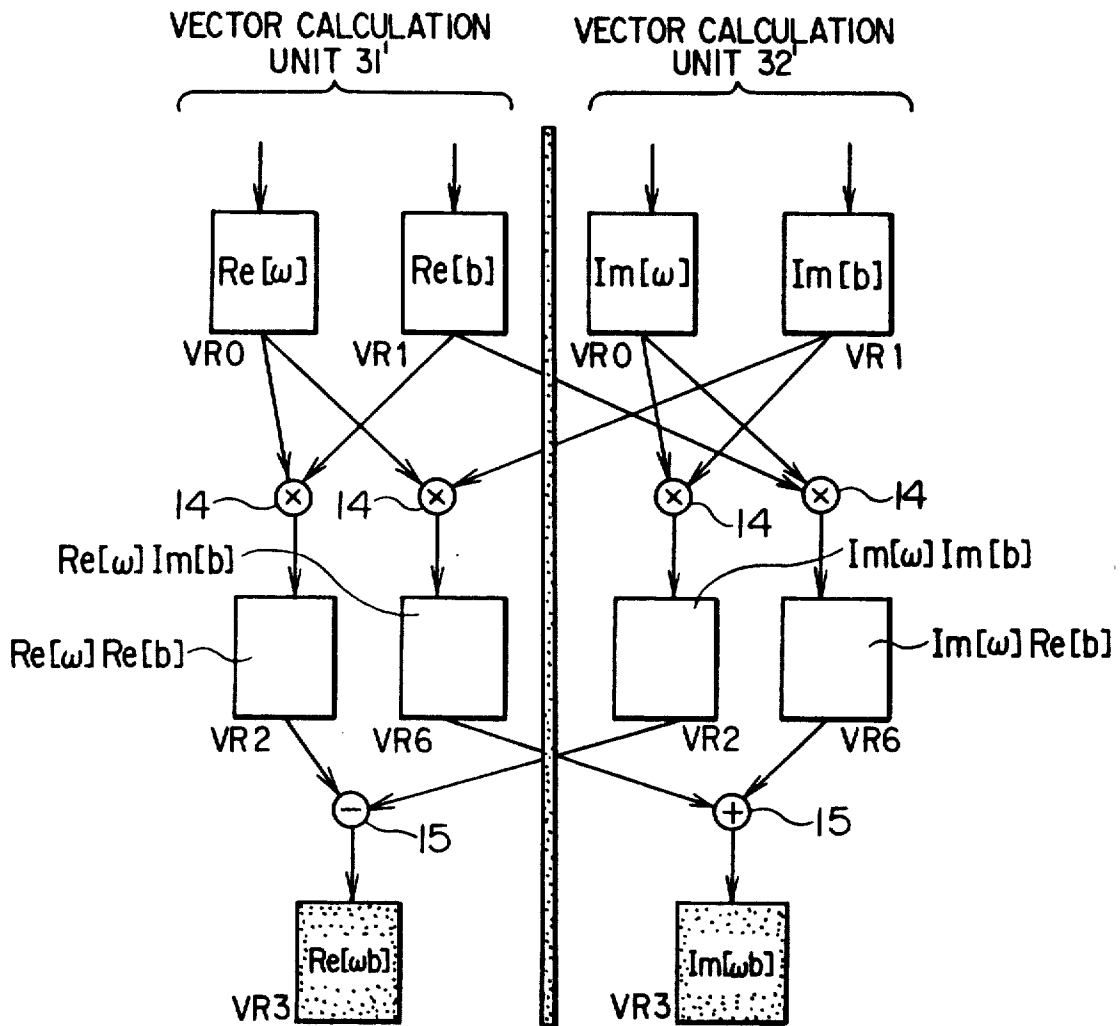 VECTOR CALCULATION
UNIT 31'
VECTOR CALCULATION
UNIT 32'
Re[ω]
Re[b]
Im[ω]
Im[b]
VR0
VR1
VR0
VR1
×
×
×
×
14
14
14
14
Re[ω]Im[b]
Im[ω]Im[b]
Re[ω]Re[b]
Im[ω]Re[b]
VR2
VR6
VR2
VR6
−
15
+
15
Re[ωb]
Im[ωb]
VR3
VR3